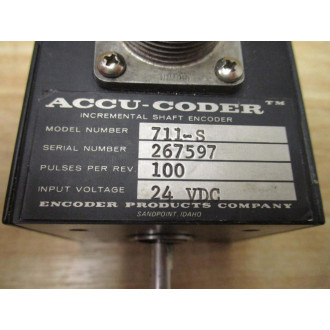 ACCU-CODER™
INCREMENTAL SHAFT ENCODER
MODEL NUMBER 711-S
SERIAL NUMBER 267597
PULSES PER REV. 100
INPUT VOLTAGE 24 VDC
ENCODER PRODUCTS COMPANY
SANDPOINT, IDAHO